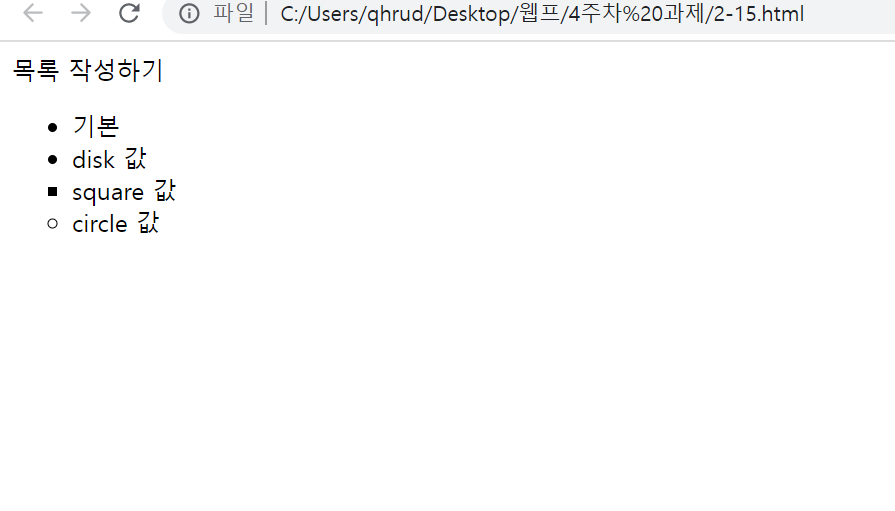 파일 C:/Users/qhrud/Desktop/웹프/4주차%20과제/2-15.html
목록 작성하기
기본
disk 값
square 값
circle 값